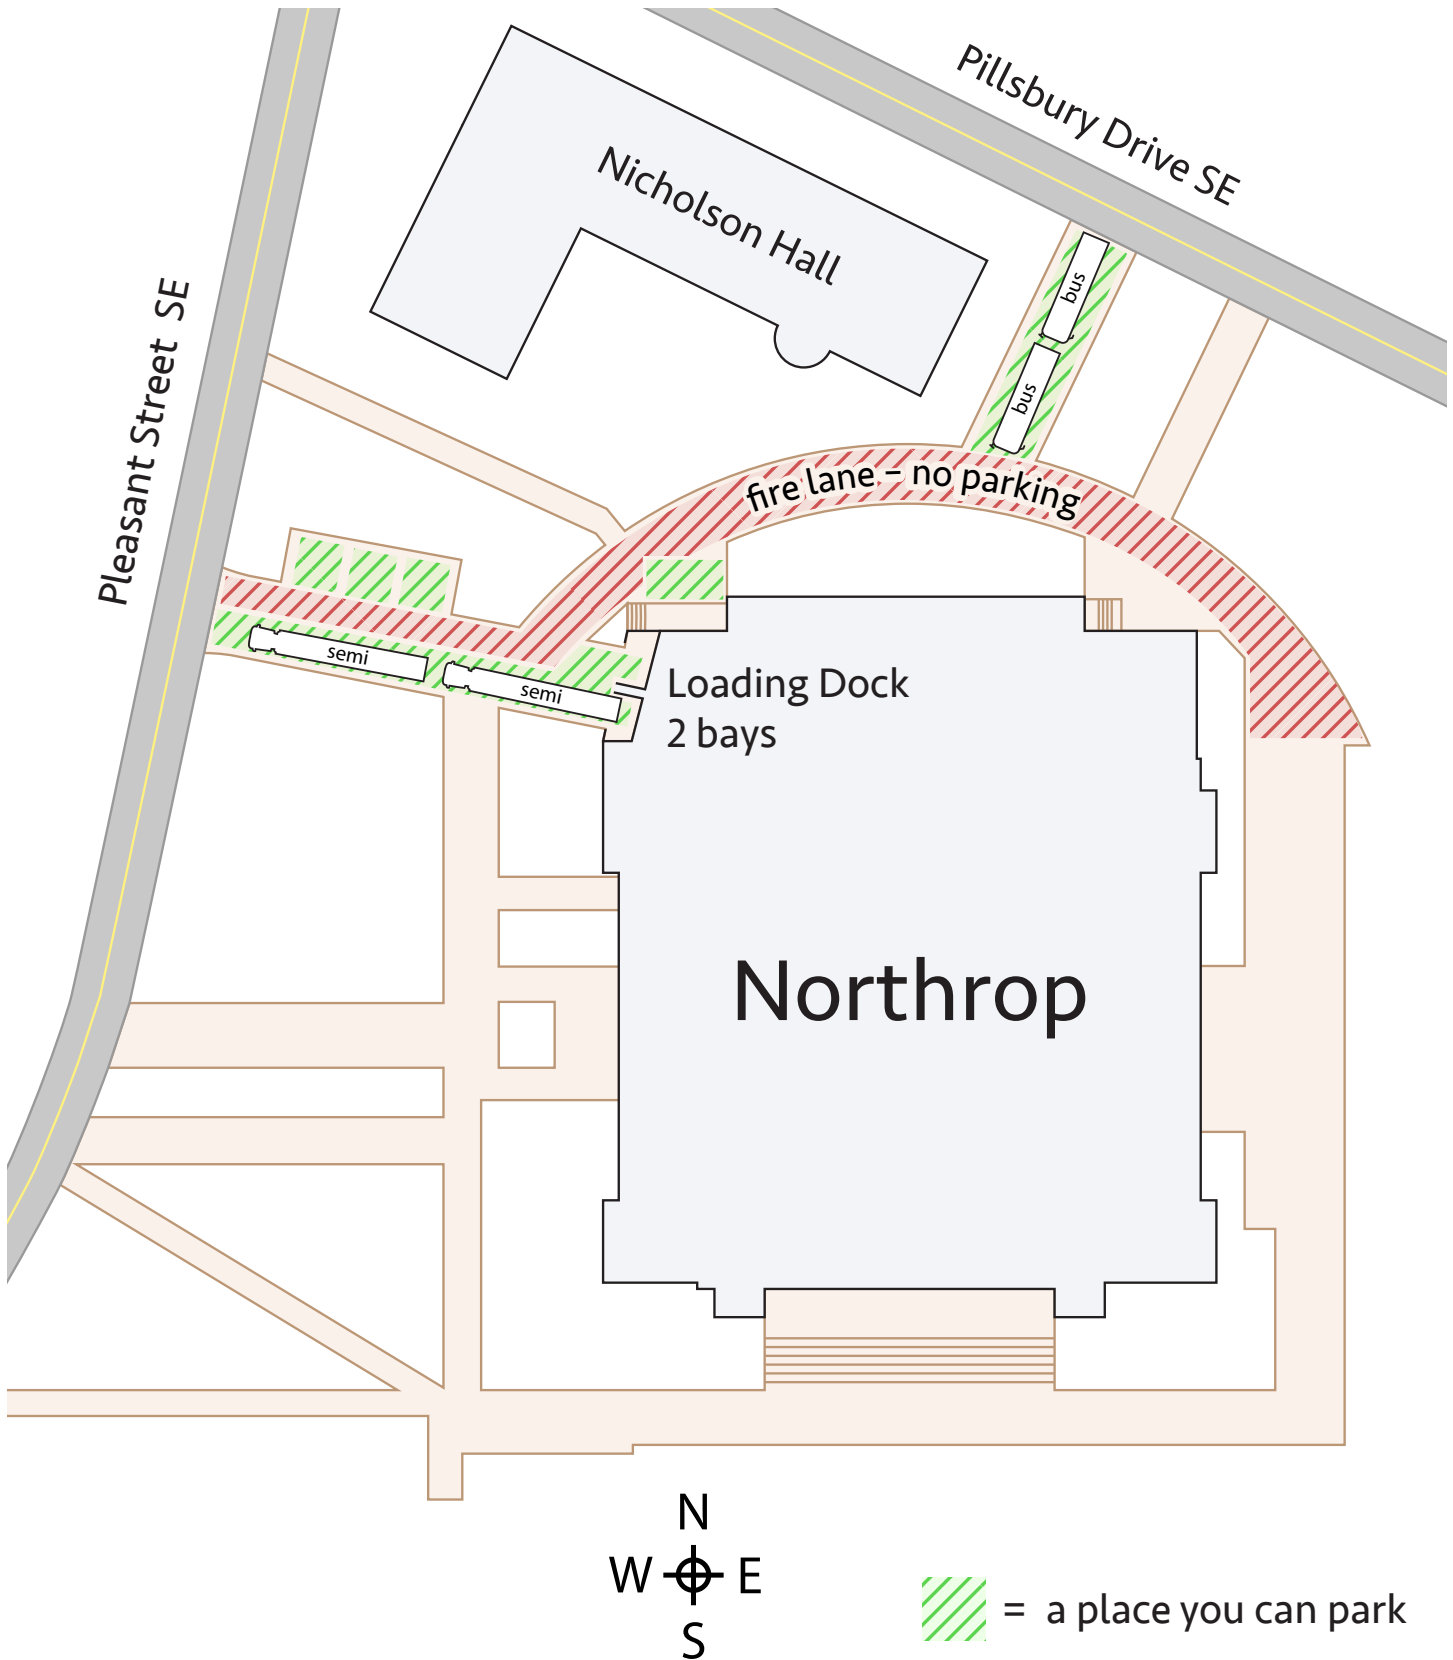 Pillsbury Drive SE
Nicholson Hall
Pleasant Street SE
bus
bus
fire lane – no parking
semi
semi
Loading Dock
2 bays
Northrop
N
W E
S
= a place you can park